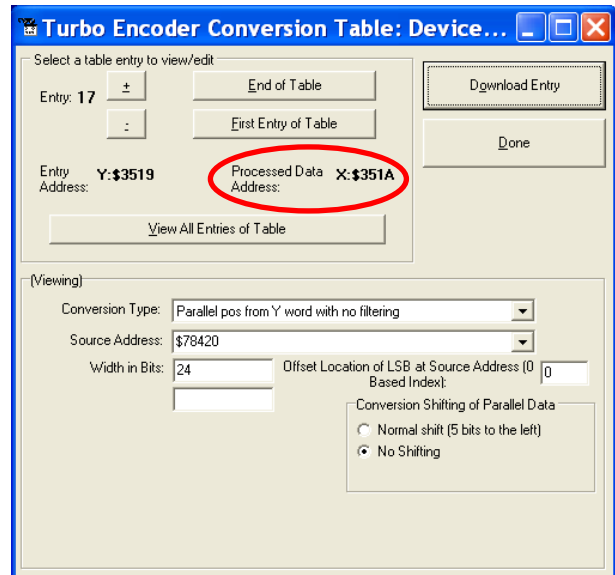 Turbo Encoder Conversion Table: Device...
Select a table entry to view/edit
Entry: 17
+
End of Table
-
First Entry of Table
Download Entry
Done
Entry Address: Y:$3519
Processed Data Address: X:$351A
View All Entries of Table
(Viewing)
Conversion Type: Parallel pos from Y word with no filtering
Source Address: $78420
Width in Bits: 24
Offset Location of LSB at Source Address (0
Based Index): 0
Conversion Shifting of Parallel Data
Normal shift (5 bits to the left)
No Shifting